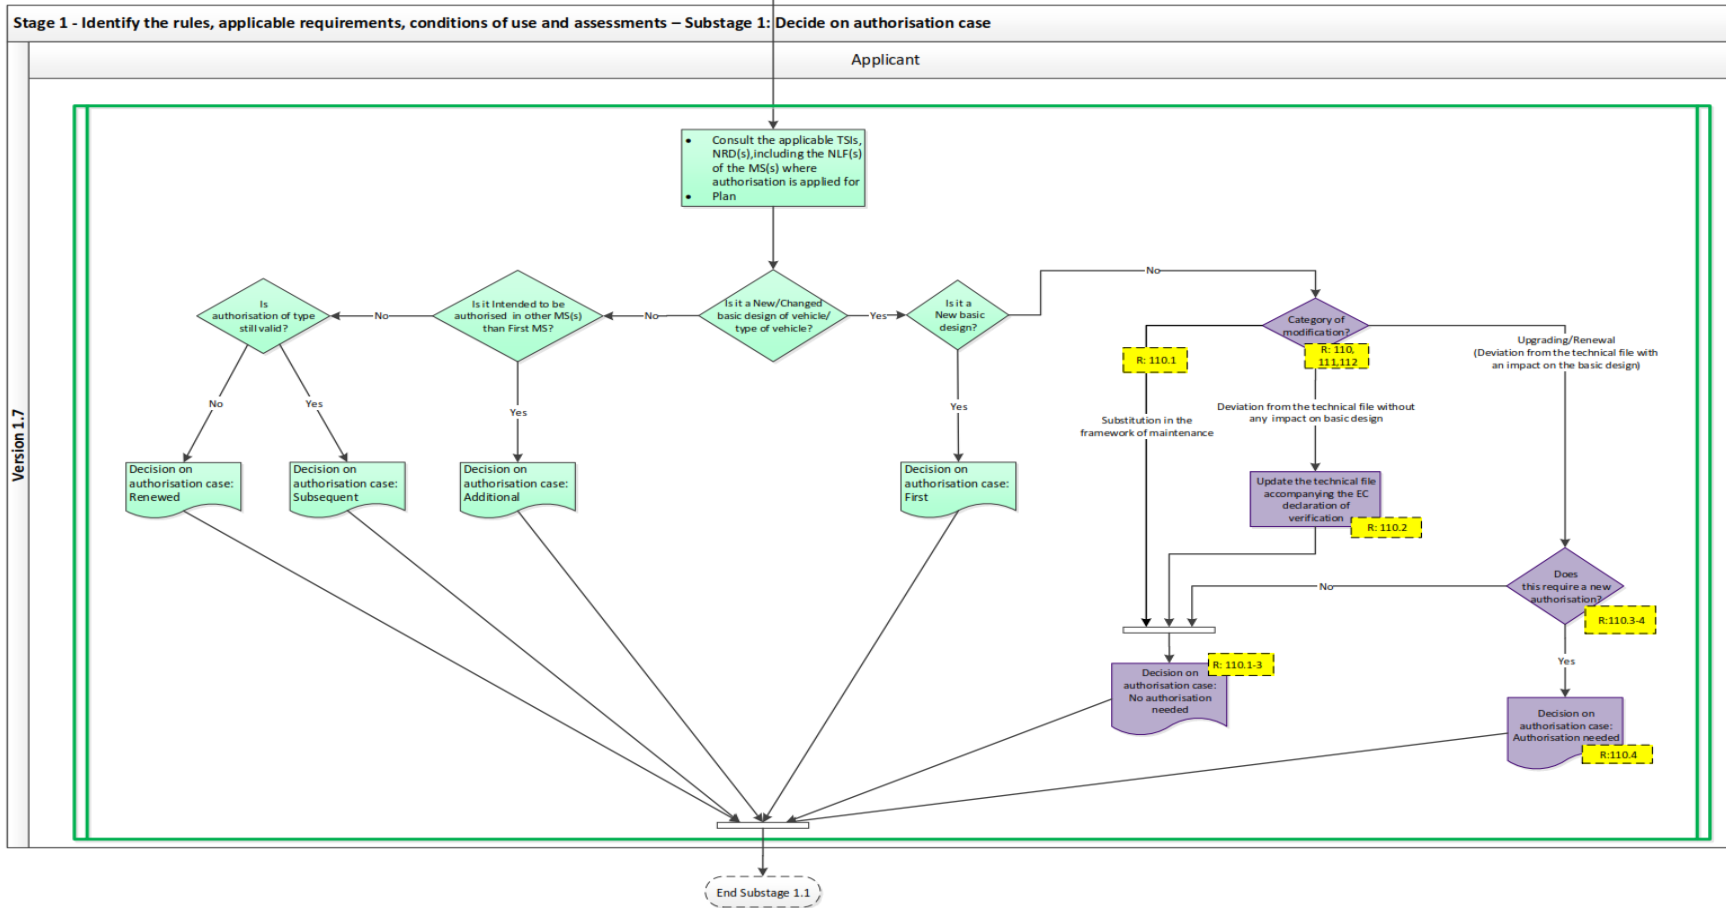 Stage 1 - Identify the rules, applicable requirements, conditions of use and assessments – Substage 1: Decide on authorisation case
Applicant
Version 1.7
• Consult the applicable TSIs,
NRD(s),including the NLF(s)
of the MS(s) where
authorisation is applied for
• Plan
Is
authorisation of type
still valid?
No
Is it Intended to be
authorised in other MS(s)
than First MS?
No
Is it a New/Changed
basic design of vehicle/
type of vehicle?
Yes
Is it a
New basic
design?
No
Category of
modification?
R: 110,
111,112
R: 110.1
Upgrading/Renewal
(Deviation from the technical file with
an impact on the basic design)
No
Yes
Yes
Yes
Substitution in the
framework of maintenance
Deviation from the technical file without
any impact on basic design
Decision on
authorisation case:
Renewed
Decision on
authorisation case:
Subsequent
Decision on
authorisation case:
Additional
Decision on
authorisation case:
First
Update the technical file
accompanying the EC
declaration of
verification
R: 110.2
No
Does
this require a new
authorisation?
R:110.3-4
Yes
Decision on
authorisation case:
No authorisation
needed
R: 110.1-3
Decision on
authorisation case:
Authorisation needed
R:110.4
End Substage 1.1